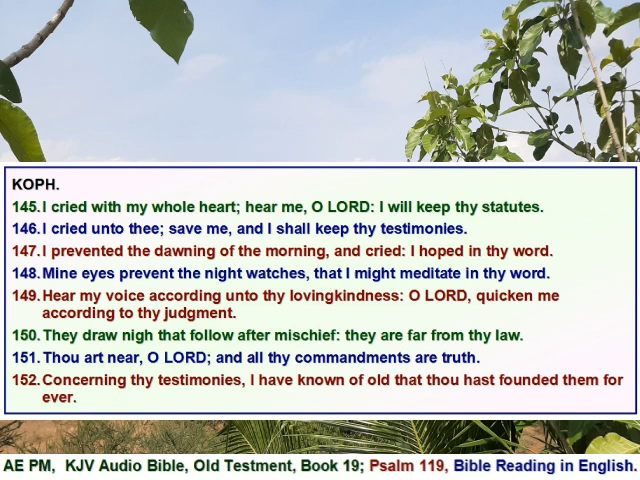 KOPH.
145. I cried with my whole heart; hear me, O LORD: I will keep thy statutes.
146. I cried unto thee; save me, and I shall keep thy testimonies.
147. I prevented the dawning of the morning, and cried: I hoped in thy word.
148. Mine eyes prevent the night watches, that I might meditate in thy word.
149. Hear my voice according unto thy lovingkindness: O LORD, quicken me
according to thy judgment.
150. They draw nigh that follow after mischief: they are far from thy law.
151. Thou art near, O LORD; and all thy commandments are truth.
152. Concerning thy testimonies, I have known of old that thou hast founded them for
ever.
AE PM, KJV Audio Bible, Old Testment, Book 19; Psalm 119, Bible Reading in English.